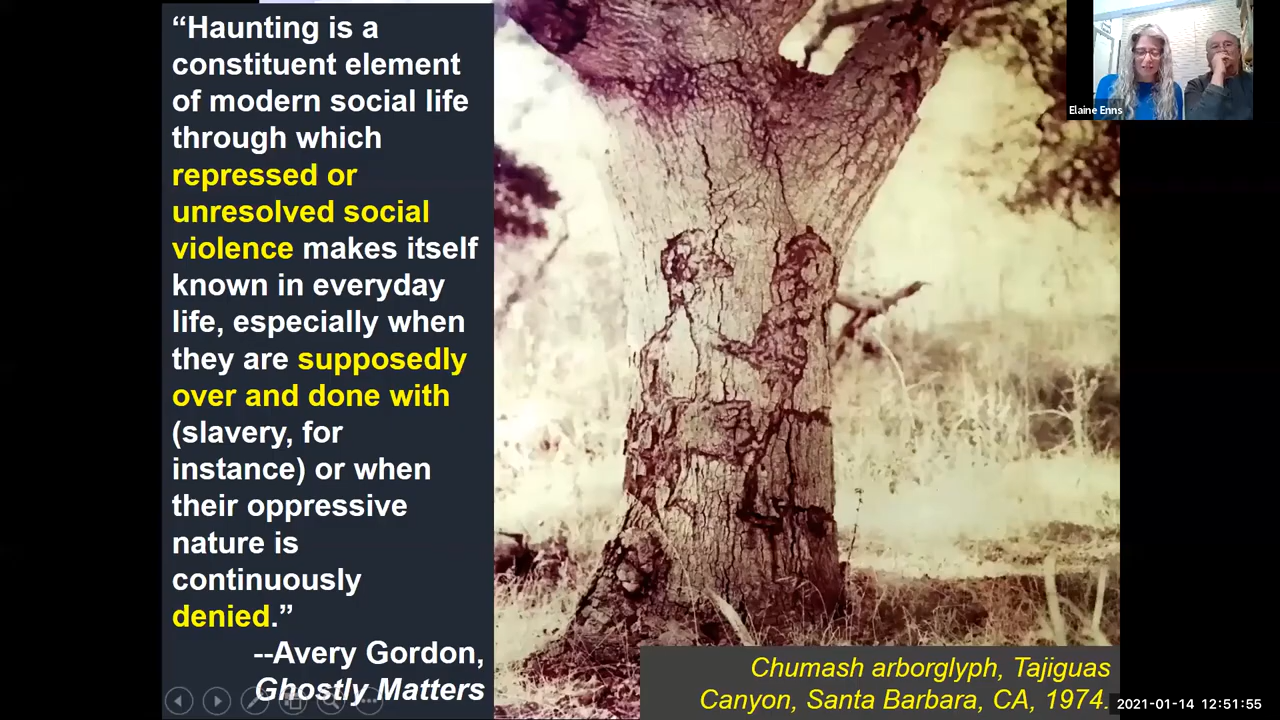 “Haunting is a
constituent element
of modern social life
through which
repressed or
unresolved social
violence makes itself
known in everyday
life, especially when
they are supposedly
over and done with
(slavery, for
instance) or when
their oppressive
nature is
continuously
denied.”
--Avery Gordon,
Ghostly Matters
Elaine Enns
Chumash arborglyph, Tajiguas
Canyon, Santa Barbara, CA, 1974.
2021-01-14 12:51:55